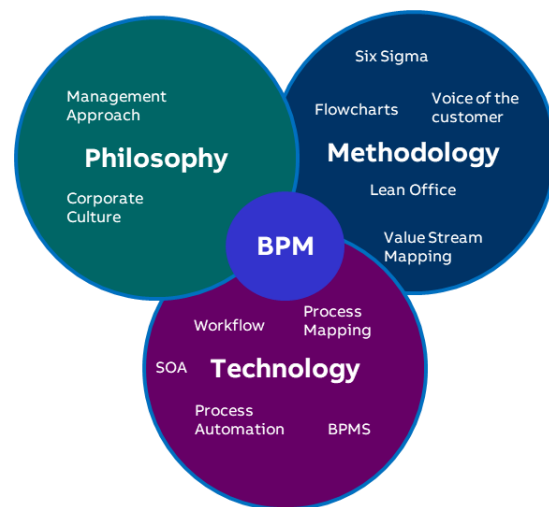 Management
Approach
Philosophy
Corporate
Culture
Six Sigma
Flowcharts
Voice of the
customer
Methodology
Lean Office
Value Stream
Mapping
BPM
Workflow
Process
Mapping
SOA
Technology
Process
Automation
BPMS